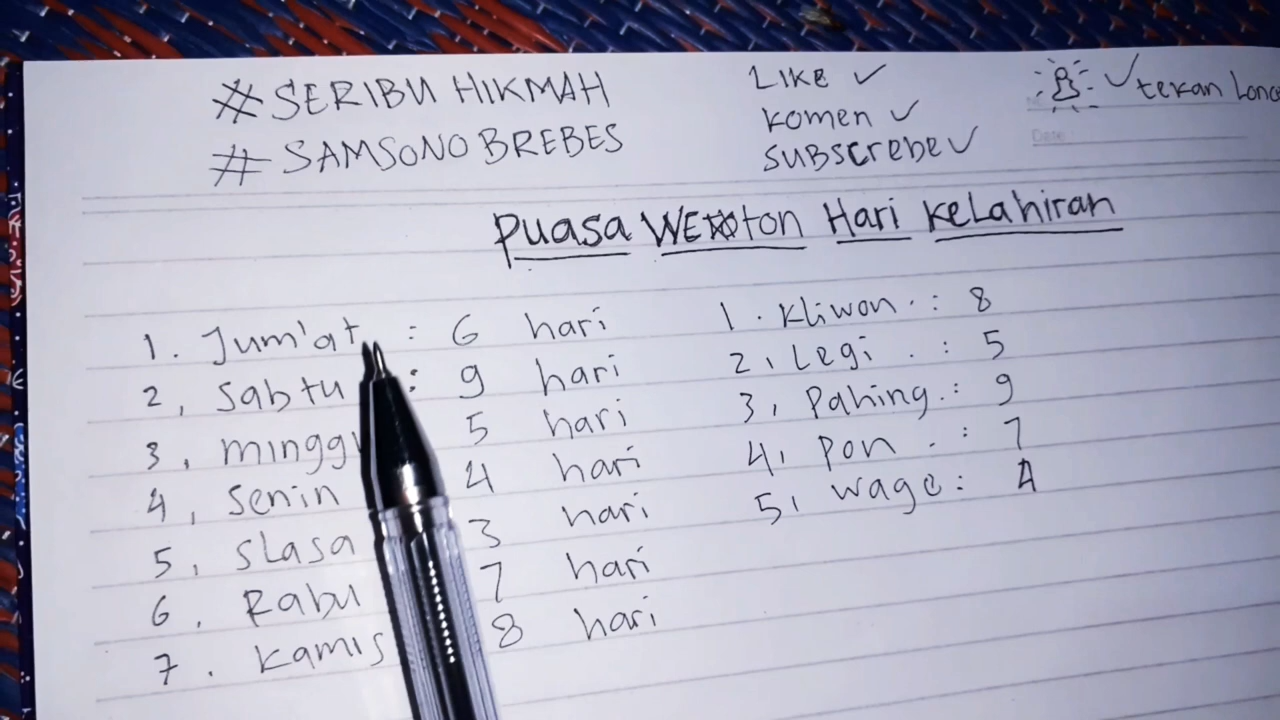 #SERIBU HIKMAH
#SAMSONO BREBES
LIKE ✓
komen ✓
subscrebe ✓
✓ tekan Lonc
Date
Puasa WEton Hari KeLahiran
1. Jum'at : 6 hari
2, Sabtu : 9 hari
3, minggu 5 hari
4, Senin 4 hari
5, SLasa 3 hari
6, Rabu 7 hari
7. Kamis 8 hari
1. Kliwon : 8
2, Legi : 5
3, Pahing : 9
4, Pon : 7
5, wage : 4